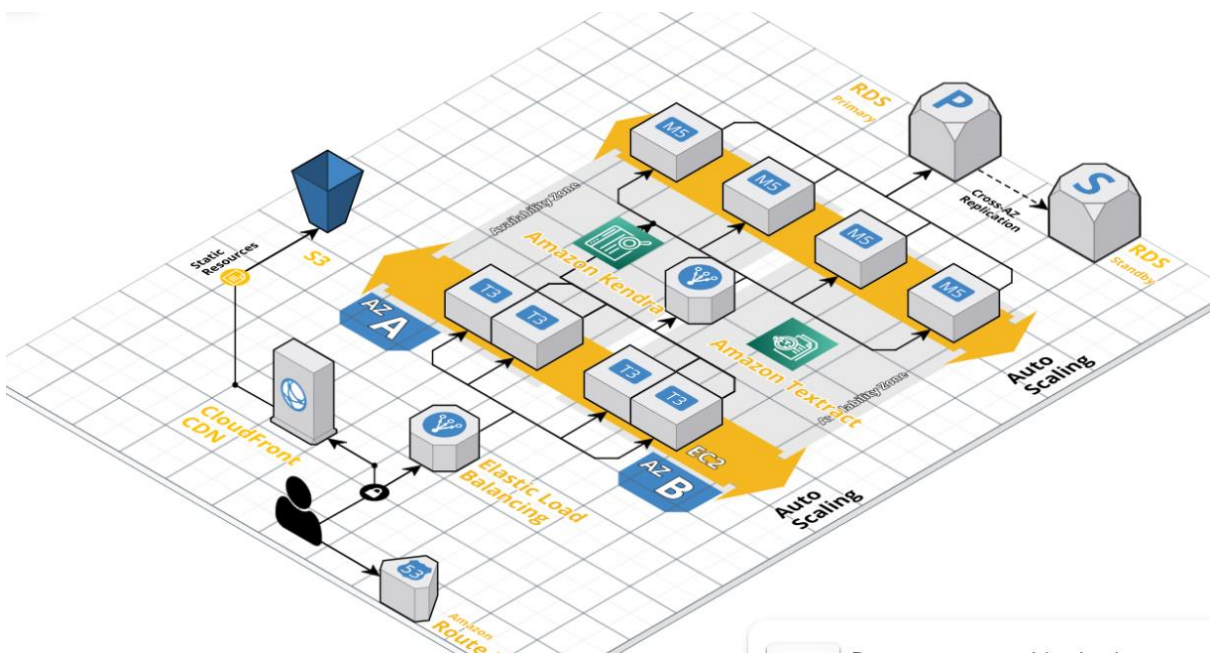 RDS
Primary
P
S
Cross-AZ
Replication
RDS
Standby
M5
M5
M5
M5
Availability Zone
Amazon Kendra
Static
Resources
S3
AZ
A
T3
T3
T3
T3
Amazon Textract
Auto
Scaling
CloudFront
CDN
Elastic Load
Balancing
EC2
AZ
B
Auto
Scaling
53
Amazon
Route